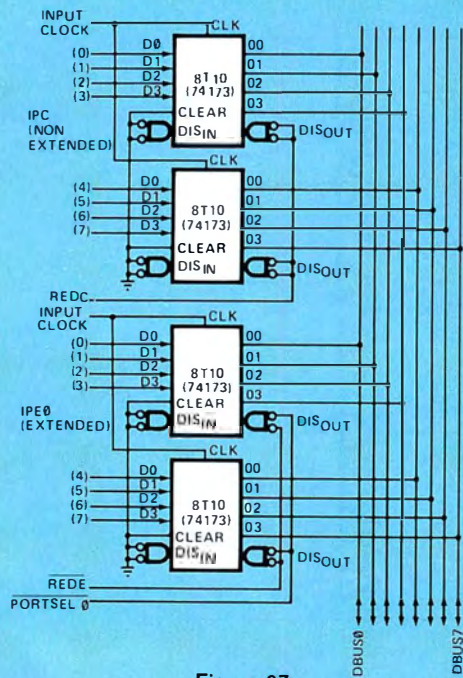 INPUT
CLOCK
CLK
(0) D0 00
(1) D1 01
(2) D2 8T10 02
(3) D3 (74173) 03
CLEAR
IPC
(NON
EXTENDED)
DISIN DISOUT
CLK
(4) D0 00
(5) D1 01
(6) D2 8T10 02
(7) D3 (74173) 03
CLEAR
DISIN DISOUT
REDC
INPUT
CLOCK
CLK
(0) D0 00
(1) D1 01
(2) D2 8T10 02
(3) D3 (74173) 03
CLEAR
IPEØ
(EXTENDED)
DISIN DISOUT
CLK
(4) D0 00
(5) D1 01
(6) D2 8T10 02
(7) D3 (74173) 03
CLEAR
DISIN DISOUT
REDE
PORTSEL Ø
DBUSØ
DBUS7